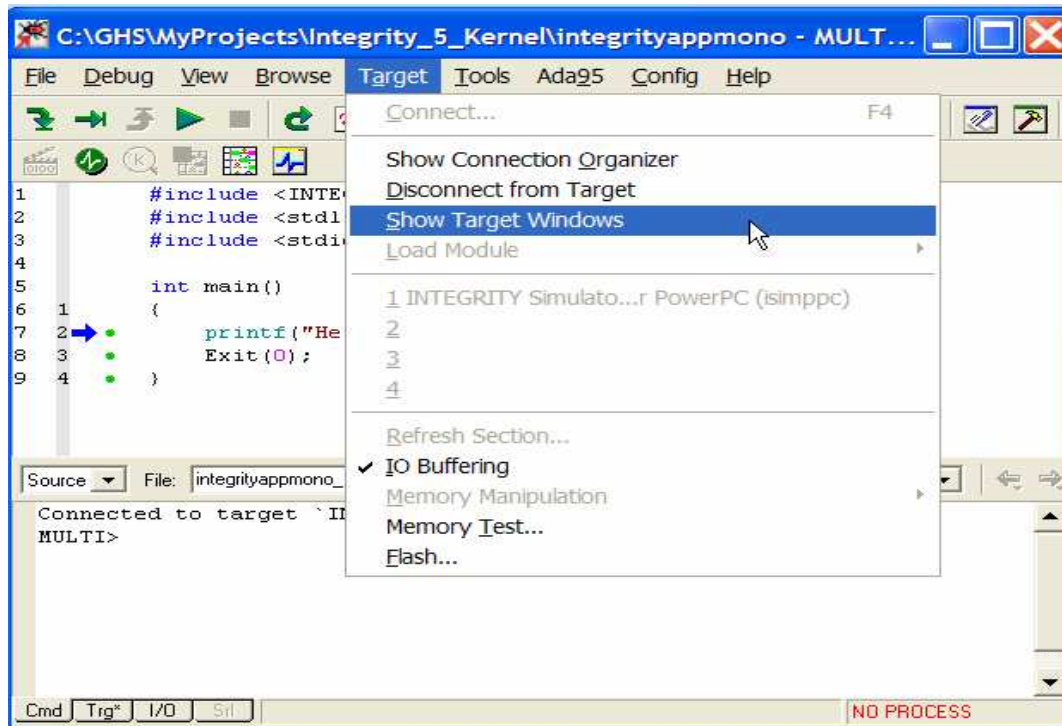 C:\GHS\MyProjects\Integrity_5_Kernel\integrityappmono - MULT...
File Debug View Browse Target Tools Ada95 Config Help
Connect... F4
Show Connection Organizer
Disconnect from Target
Show Target Windows
Load Module
1 INTEGRITY Simulato...r PowerPC (isimppc)
2
3
4
Refresh Section...
IO Buffering
Memory Manipulation
Memory Test...
Flash...
1 #include <INTE
2 #include <stdl
3 #include <stdi
4
5 int main()
6 1 {
7 2 printf("He
8 3 Exit(0);
9 4 }
Source File: integrityappmono_
Connected to target `I
MULTI>
Cmd Trg* I/O Srl NO PROCESS